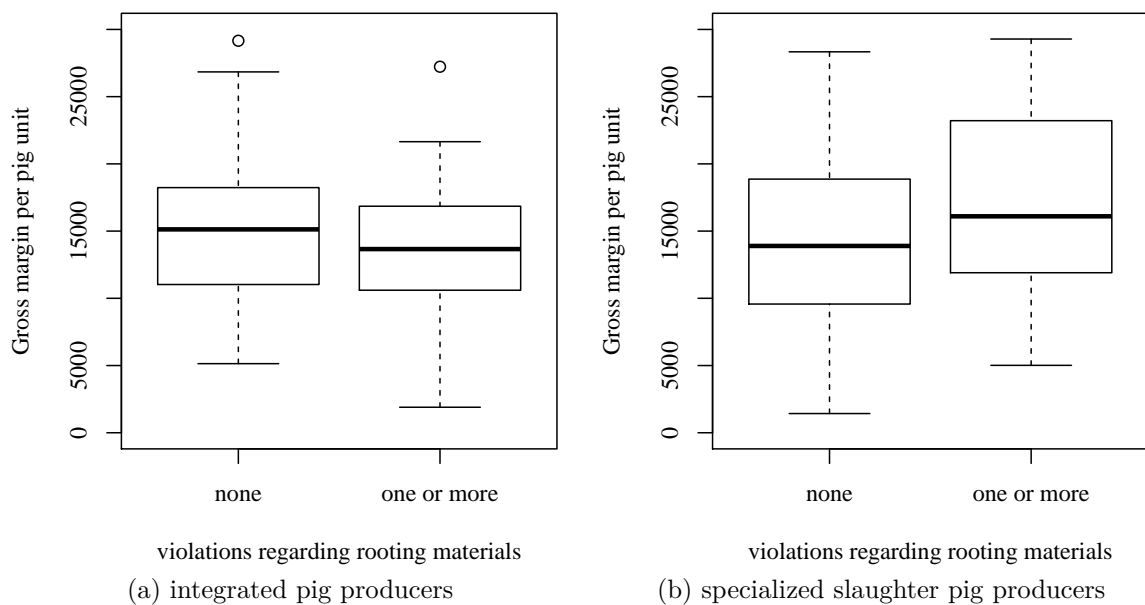 Gross margin per pig unit
25000
15000
5000
0
none one or more
violations regarding rooting materials
(a) integrated pig producers
Gross margin per pig unit
25000
15000
5000
0
none one or more
violations regarding rooting materials
(b) specialized slaughter pig producers